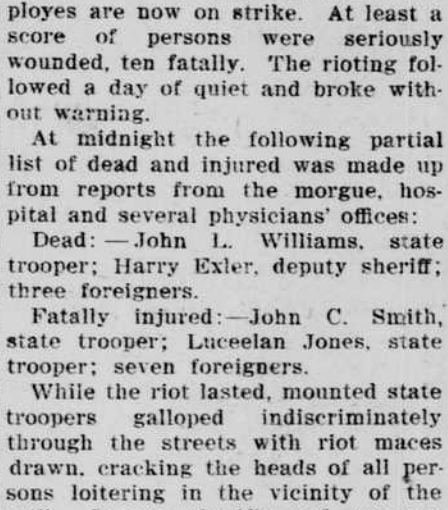 ployes are now on strike. At least a
score of persons were seriously
wounded, ten fatally. The rioting fol-
lowed a day of quiet and broke with-
out warning.
At midnight the following partial
list of dead and injured was made up
from reports from the morgue, hos-
pital and several physicians' offices:
Dead: —John L. Williams, state
trooper; Harry Exler, deputy sheriff;
three foreigners.
Fatally injured:—John C. Smith,
state trooper; Luceelan Jones, state
trooper; seven foreigners.
While the riot lasted, mounted state
troopers galloped indiscriminately
through the streets with riot maces
drawn, cracking the heads of all per-
sons loitering in the vicinity of the